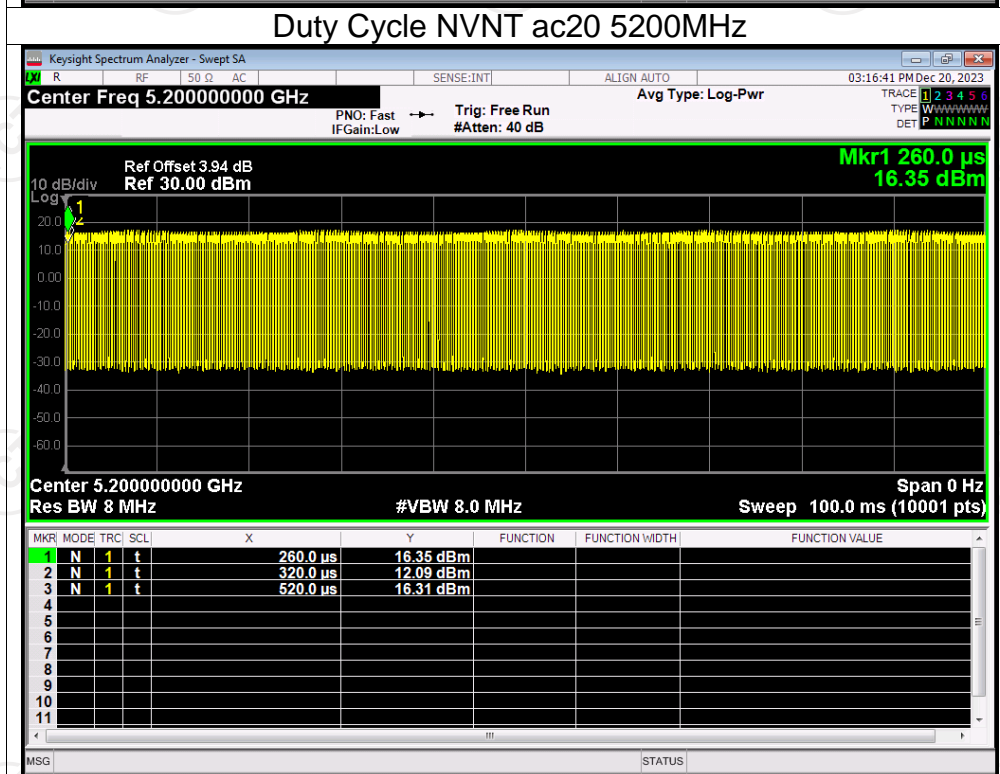 Duty Cycle NVNT ac20 5200MHz
Keysight Spectrum Analyzer - Swept SA
LXI R RF 50 Ω AC SENSE:INT ALIGN AUTO 03:16:41 PM Dec 20, 2023
Center Freq 5.200000000 GHz
PNO: Fast
IFGain:Low
Trig: Free Run
#Atten: 40 dB
Avg Type: Log-Pwr
TRACE 1 2 3 4 5 6
TYPE WWWWWWW
DET P N N N N N
Mkr1 260.0 µs
16.35 dBm
Ref Offset 3.94 dB
10 dB/div Ref 30.00 dBm
Log
1
2
20.0
10.0
0.00
-10.0
-20.0
-30.0
-40.0
-50.0
-60.0
Center 5.200000000 GHz Span 0 Hz
Res BW 8 MHz #VBW 8.0 MHz Sweep 100.0 ms (10001 pts)
MKR MODE TRC SCL X Y FUNCTION FUNCTION WIDTH FUNCTION VALUE
1 N 1 t 260.0 µs 16.35 dBm
2 N 1 t 320.0 µs 12.09 dBm
3 N 1 t 520.0 µs 16.31 dBm
4
5
6
7
8
9
10
11
MSG STATUS